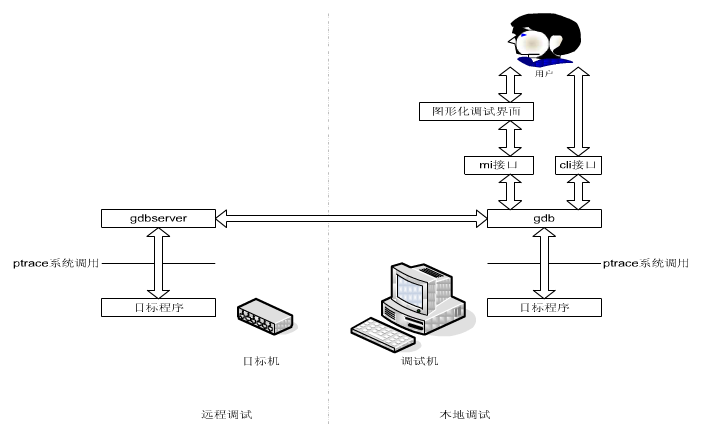 用户
图形化调试界面
mi接口
cli接口
gdbserver
gdb
ptrace系统调用
ptrace系统调用
目标程序
目标程序
目标机
调试机
远程调试
本地调试